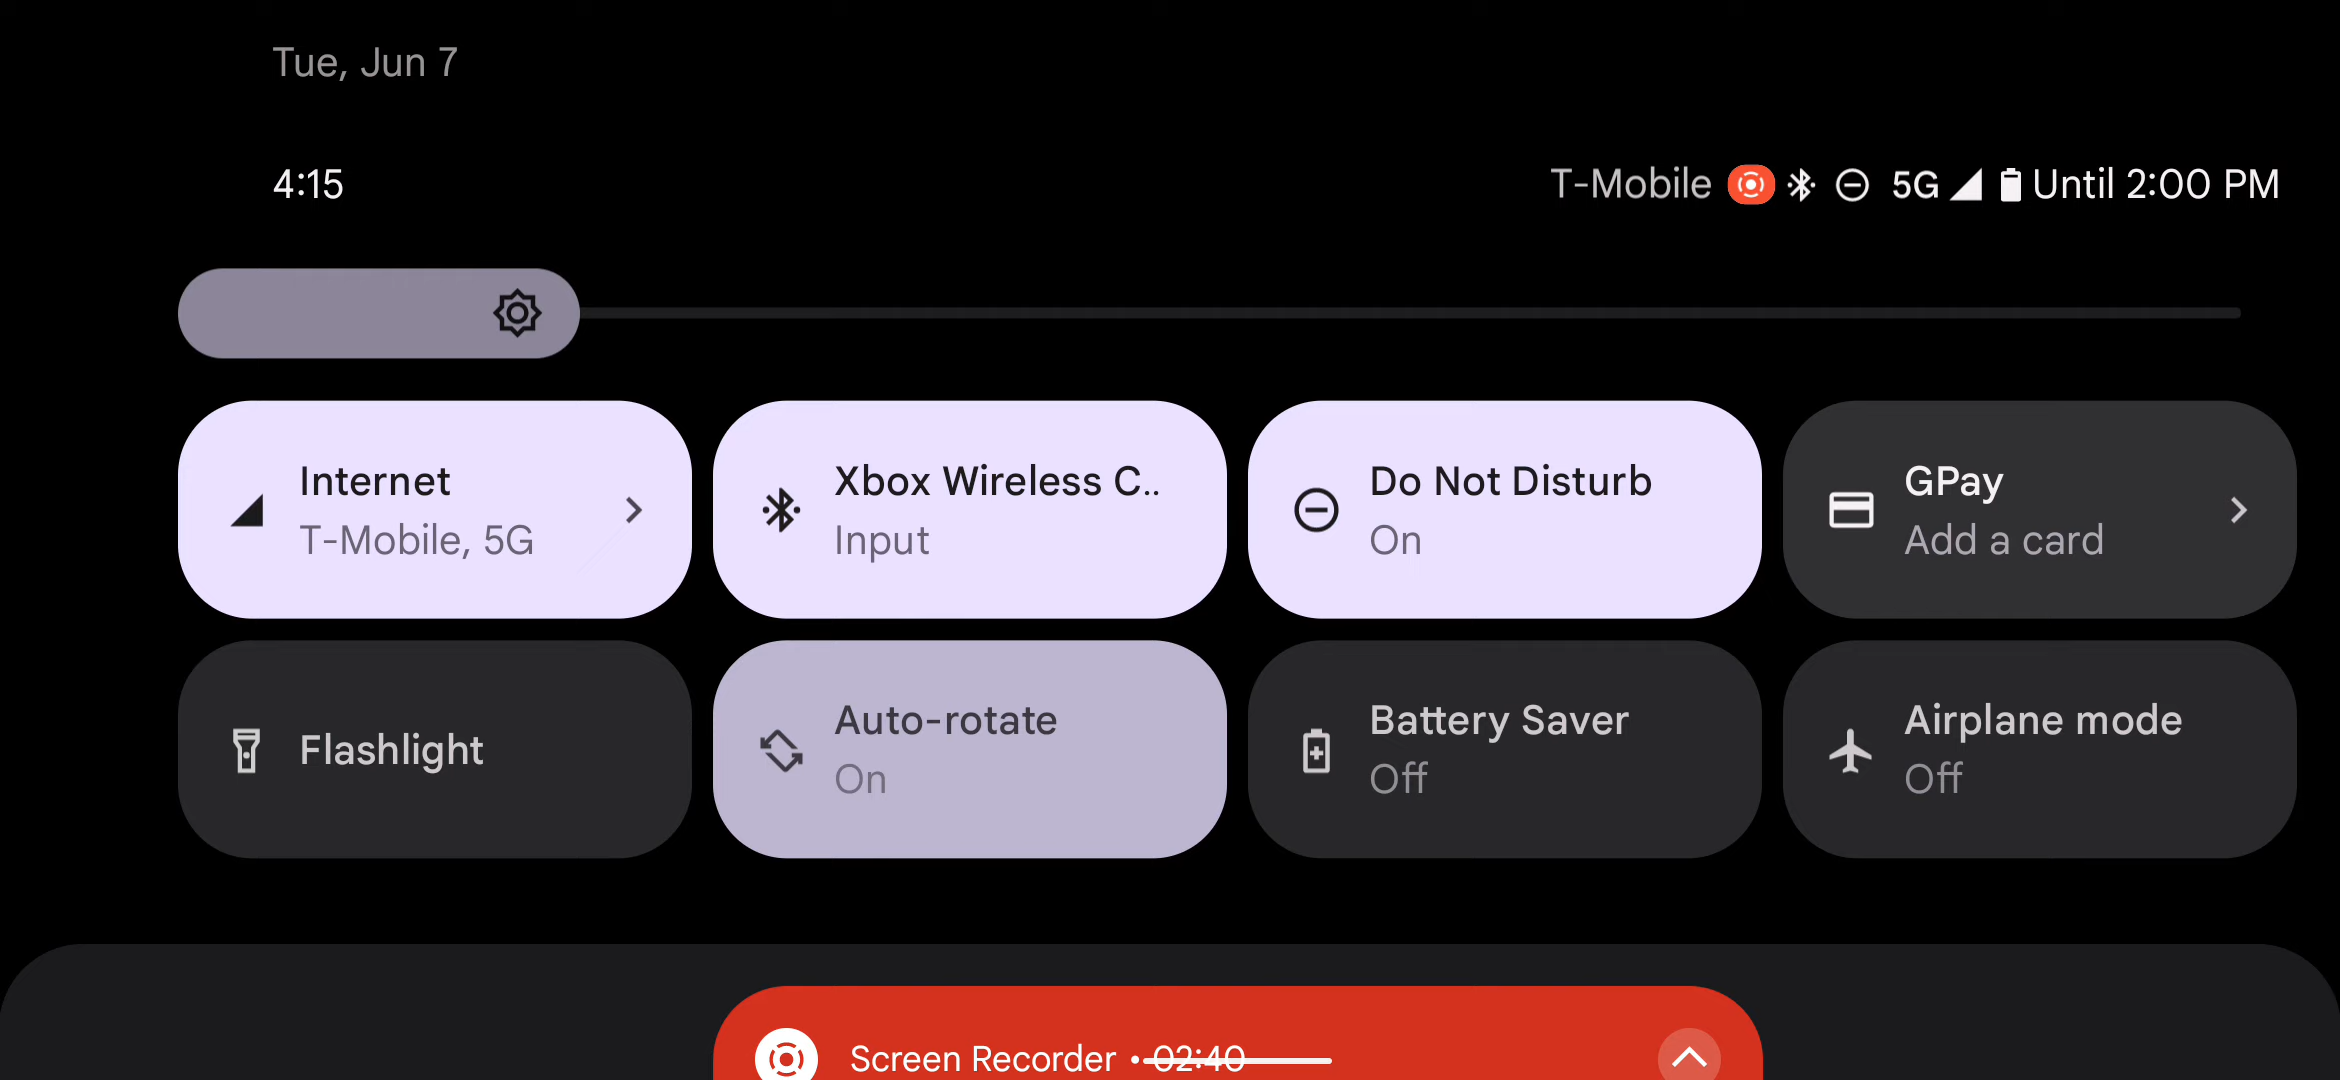 Tue, Jun 7
4:15
T-Mobile 5G Until 2:00 PM
Internet
T-Mobile, 5G
Xbox Wireless C..
Input
Do Not Disturb
On
GPay
Add a card
Flashlight
Auto-rotate
On
Battery Saver
Off
Airplane mode
Off
Screen Recorder • 02:40